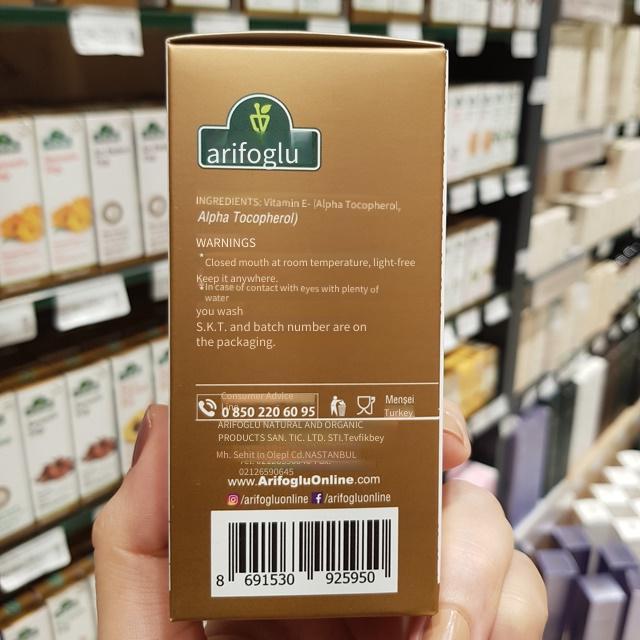 arifoglu
INGREDIENTS: Vitamin E- (Alpha Tocopherol,
Alpha Tocopherol)
WARNINGS
*Closed mouth at room temperature, light-free
Keep it anywhere.
*In case of contact with eyes with plenty of
water
you wash
S.K.T. and batch number are on
the packaging.
Consumer Advice
Line
0 850 220 60 95
Menşei
Turkey
ARIFOGLU NATURAL AND ORGANIC
PRODUCTS SAN. TIC. LTD. STI.Tevfikbey
Mh. Sehit In Olepl Cd.NASTANBUL
02126590645
www.ArifogluOnline.com
/arifogluonline /arifogluonline
8 691530 925950